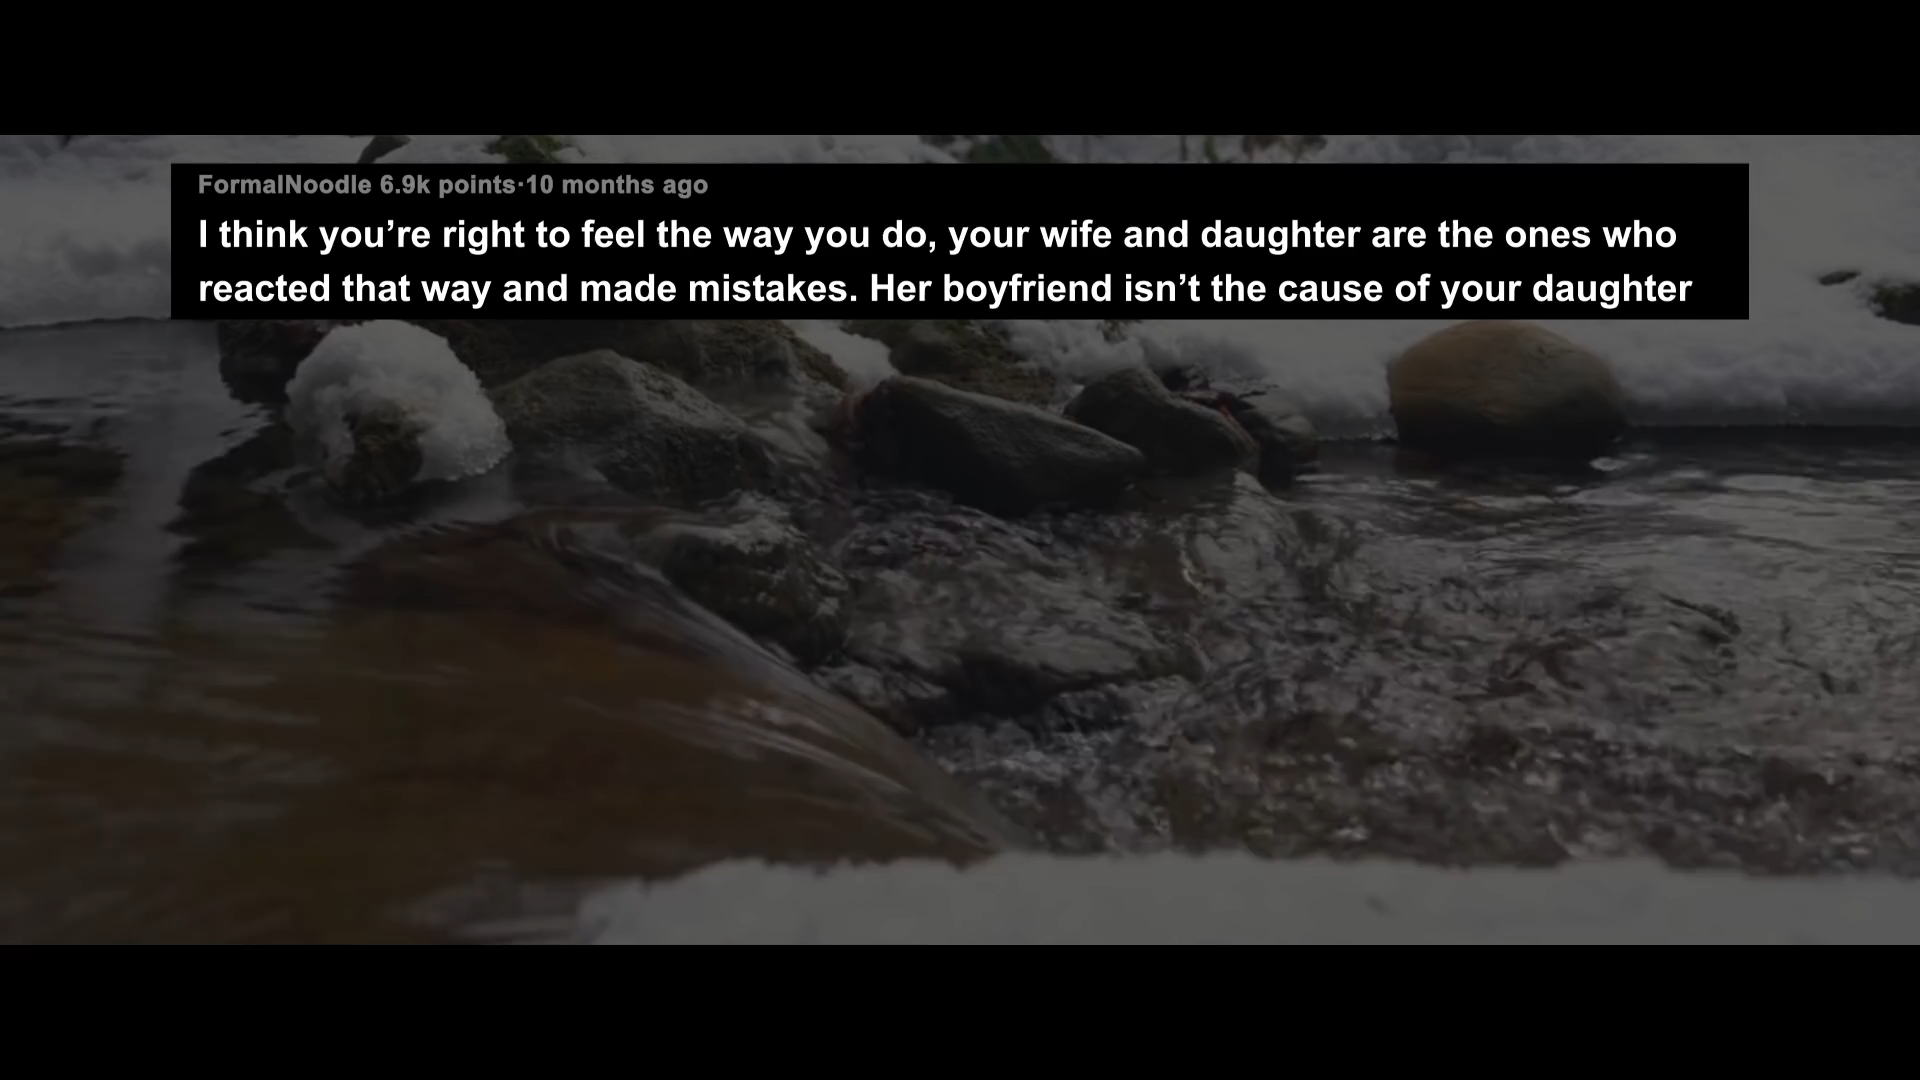 FormalNoodle 6.9k points·10 months ago
I think you’re right to feel the way you do, your wife and daughter are the ones who
reacted that way and made mistakes. Her boyfriend isn’t the cause of your daughter